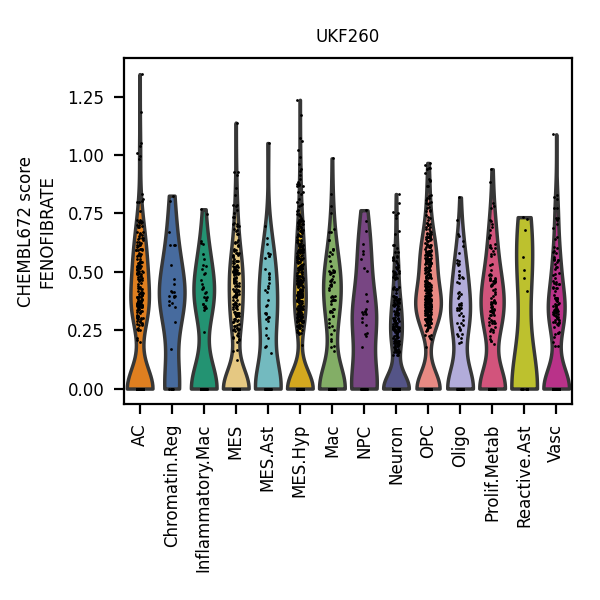 UKF260
CHEMBL672 score
FENOFIBRATE
1.25
1.00
0.75
0.50
0.25
0.00
AC
Chromatin.Reg
Inflammatory.Mac
MES
MES.Ast
MES.Hyp
Mac
NPC
Neuron
OPC
Oligo
Prolif.Metab
Reactive.Ast
Vasc